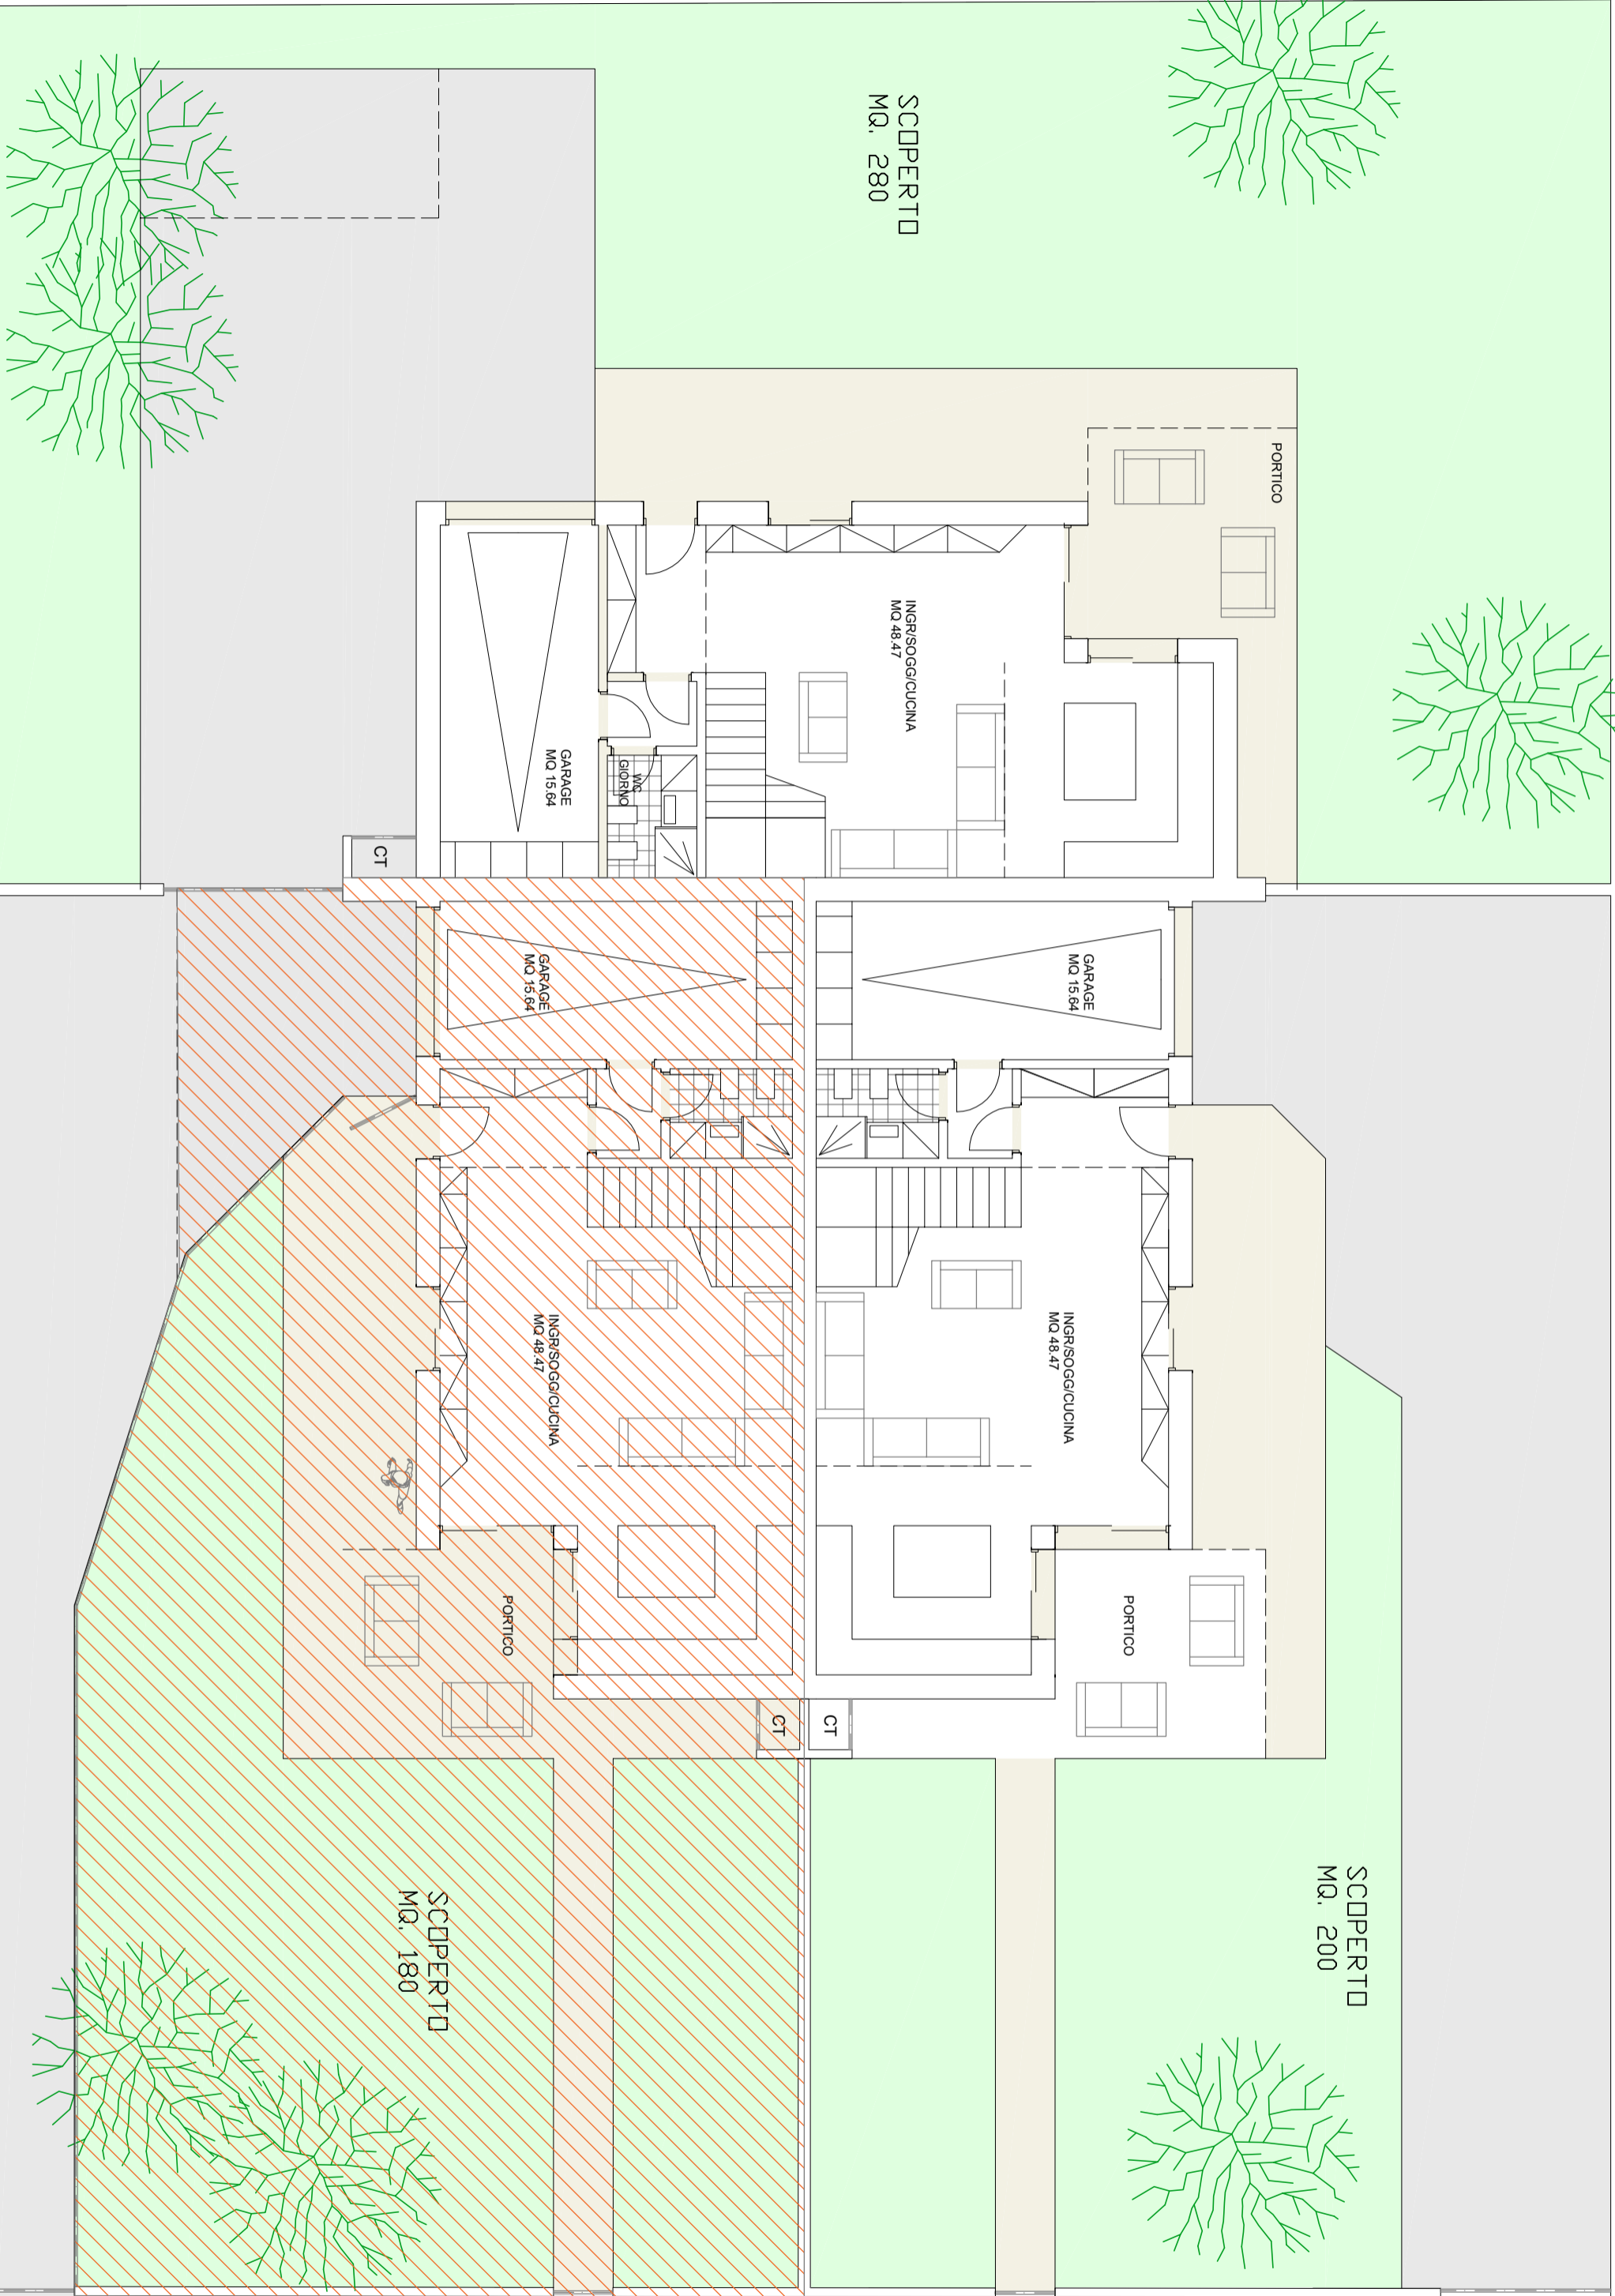 SCOPERTO
MQ. 280
PORTICO
INGR/SOGG/CUCINA
MQ 48.47
GARAGE
MQ 15.64
WC
GIORNO
CT
GARAGE
MQ 15.64
GARAGE
MQ 15.64
INGR/SOGG/CUCINA
MQ 48.47
INGR/SOGG/CUCINA
MQ 48.47
PORTICO
PORTICO
CT
CT
SCOPERTO
MQ. 180
SCOPERTO
MQ. 200